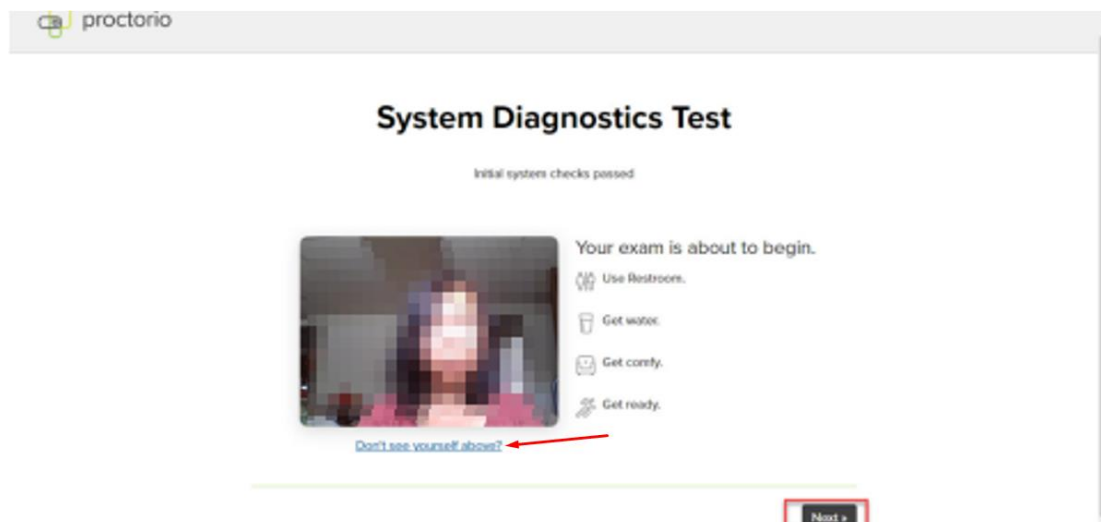 proctorio
System Diagnostics Test
Initial system checks passed
Your exam is about to begin.
Use Restroom.
Get water.
Get comfy.
Get ready.
Don't see yourself above?
Next »